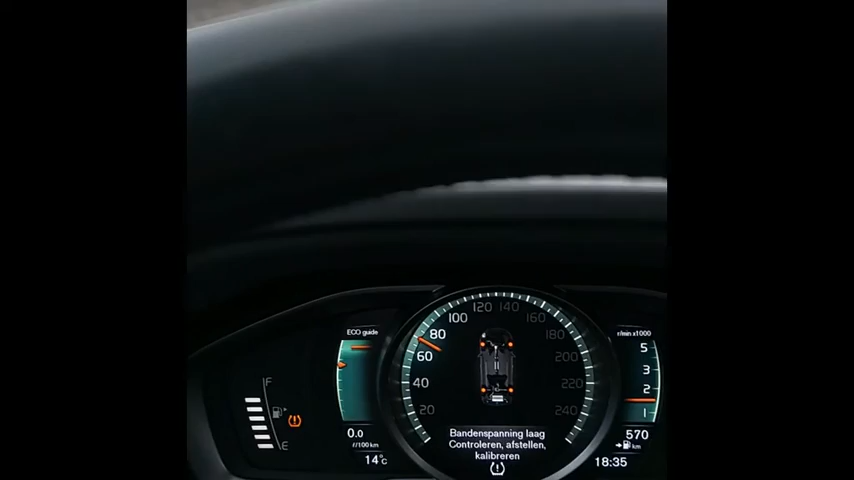 ECO guide
r/min x1000
20
40
60
80
100
120
140
160
180
200
220
240
5
3
2
1
F
E
0.0
ℓ/100 km
14°C
Bandenspanning laag
Controleren, afstellen,
kalibreren
570
km
18:35